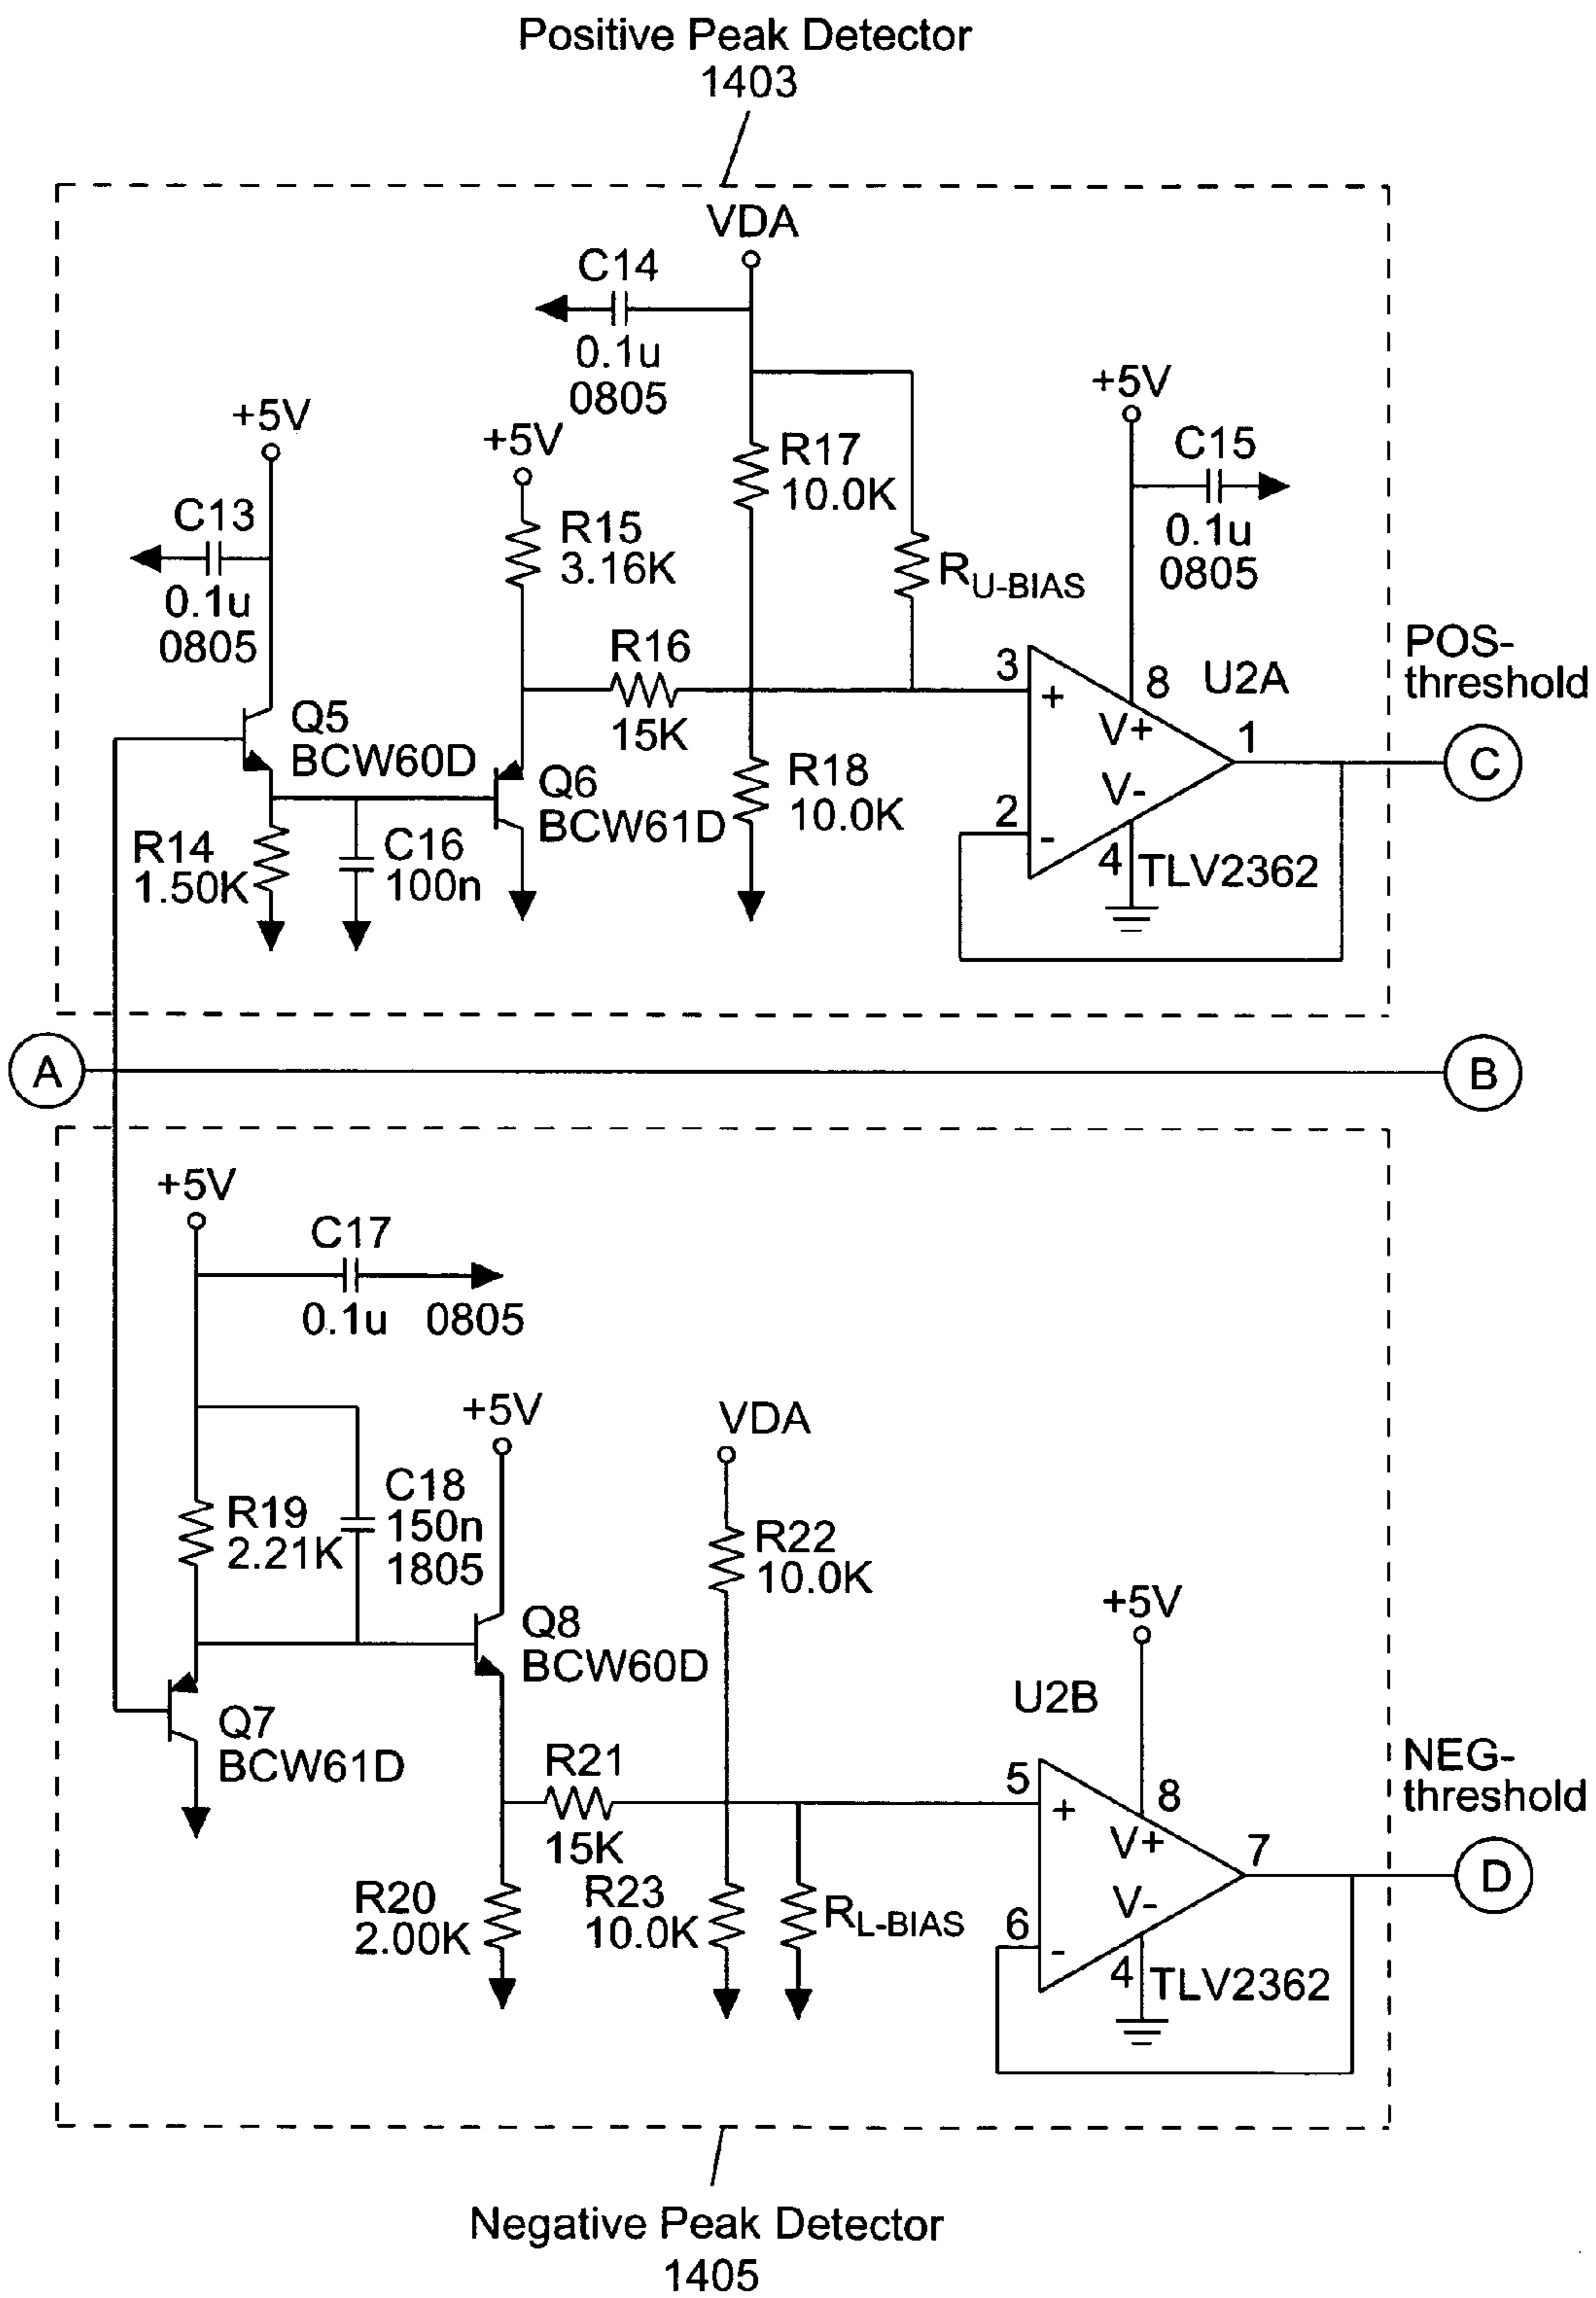 Positive Peak Detector
1403
VDA
C14
0.1u
0805
+5V
C13
0.1u
0805
+5V
R15
3.16K
R17
10.0K
RU-BIAS
+5V
C15
0.1u
0805
R16
15K
Q5
BCW60D
Q6
BCW61D
R14
1.50K
C16
100n
R18
10.0K
3
+
2
-
8
U2A
V+
V-
4
TLV2362
1
POS-
threshold
C
A
B
+5V
C17
0.1u 0805
+5V
VDA
R19
2.21K
C18
150n
1805
R22
10.0K
Q8
BCW60D
Q7
BCW61D
R21
15K
R20
2.00K
R23
10.0K
RL-BIAS
+5V
U2B
5
+
6
-
8
V+
V-
4
TLV2362
7
NEG-
threshold
D
Negative Peak Detector
1405